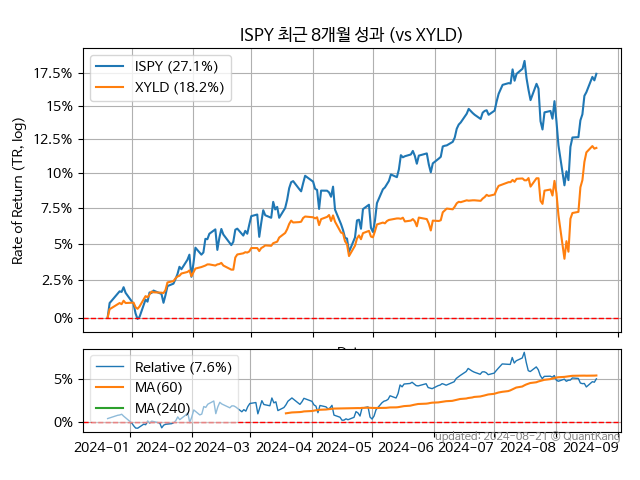 ISPY 최근 8개월 성과 (vs XYLD)
ISPY (27.1%)
XYLD (18.2%)
Rate of Return (TR, log)
17.5%
15%
12.5%
10%
7.5%
5%
2.5%
0%
Relative (7.6%)
MA(60)
MA(240)
5%
0%
2024-01 2024-02 2024-03 2024-04 2024-05 2024-06 2024-07 2024-08 2024-09
updated: 2024-08-21 © QuantKang